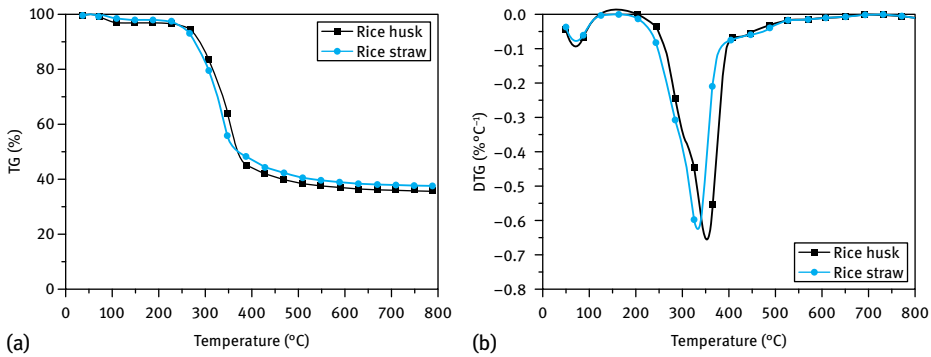 100
80
60
40
20
0
TG (%)
0 100 200 300 400 500 600 700 800
Temperature (°C)
Rice husk
Rice straw
(a)
0.0
−0.1
−0.2
−0.3
−0.4
−0.5
−0.6
−0.7
−0.8
DTG (%°C⁻¹)
0 100 200 300 400 500 600 700 800
Temperature (°C)
Rice husk
Rice straw
(b)